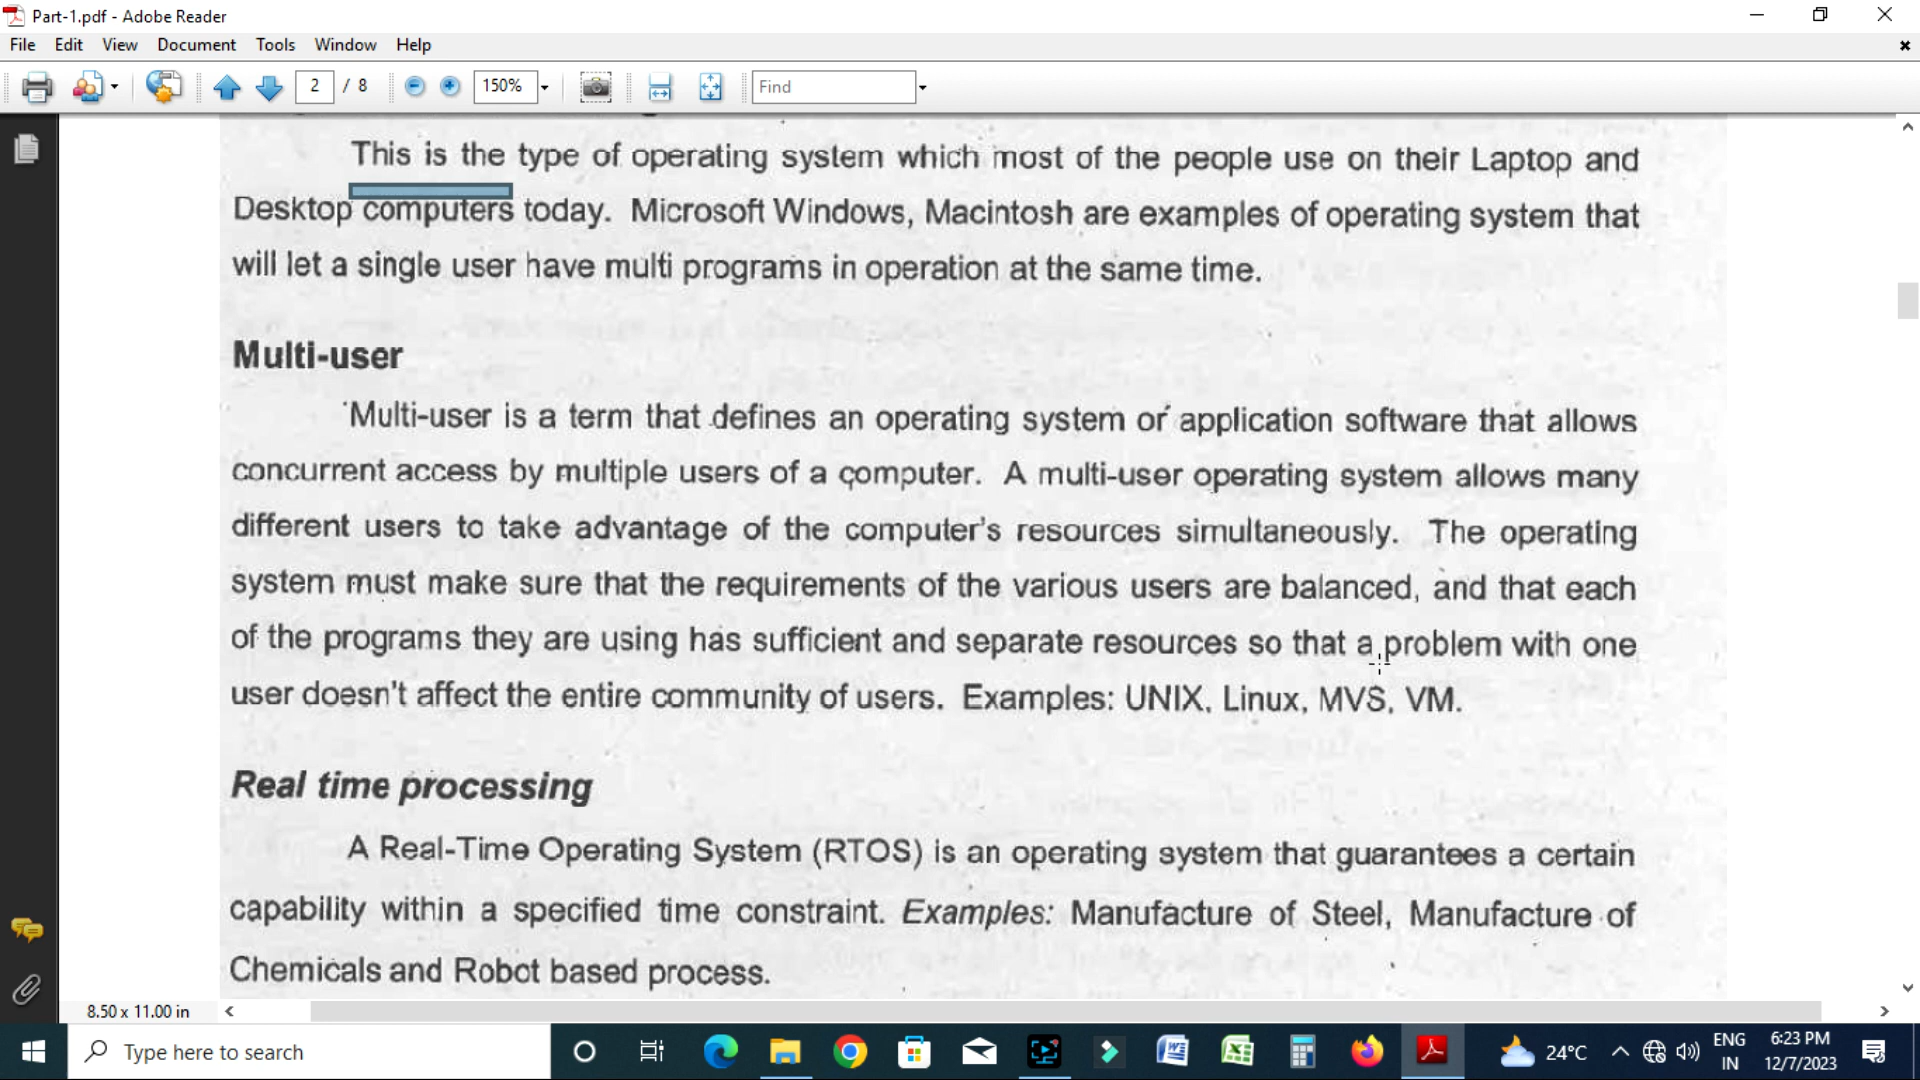 Part-1.pdf - Adobe Reader
File Edit View Document Tools Window Help
2 / 8 150% Find
This is the type of operating system which most of the people use on their Laptop and
Desktop computers today. Microsoft Windows, Macintosh are examples of operating system that
will let a single user have multi programs in operation at the same time.
Multi-user
Multi-user is a term that defines an operating system or application software that allows
concurrent access by multiple users of a computer. A multi-user operating system allows many
different users to take advantage of the computer's resources simultaneously. The operating
system must make sure that the requirements of the various users are balanced, and that each
of the programs they are using has sufficient and separate resources so that a problem with one
user doesn't affect the entire community of users. Examples: UNIX, Linux, MVS, VM.
Real time processing
A Real-Time Operating System (RTOS) is an operating system that guarantees a certain
capability within a specified time constraint. Examples: Manufacture of Steel, Manufacture of
Chemicals and Robot based process.
8.50 x 11.00 in
Type here to search
24°C
ENG
IN
6:23 PM
12/7/2023